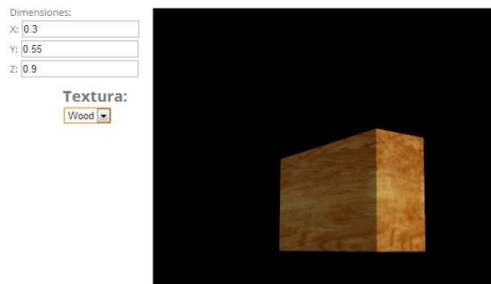 Dimensiones:
X: 0.3
Y: 0.55
Z: 0.9
Textura:
Wood